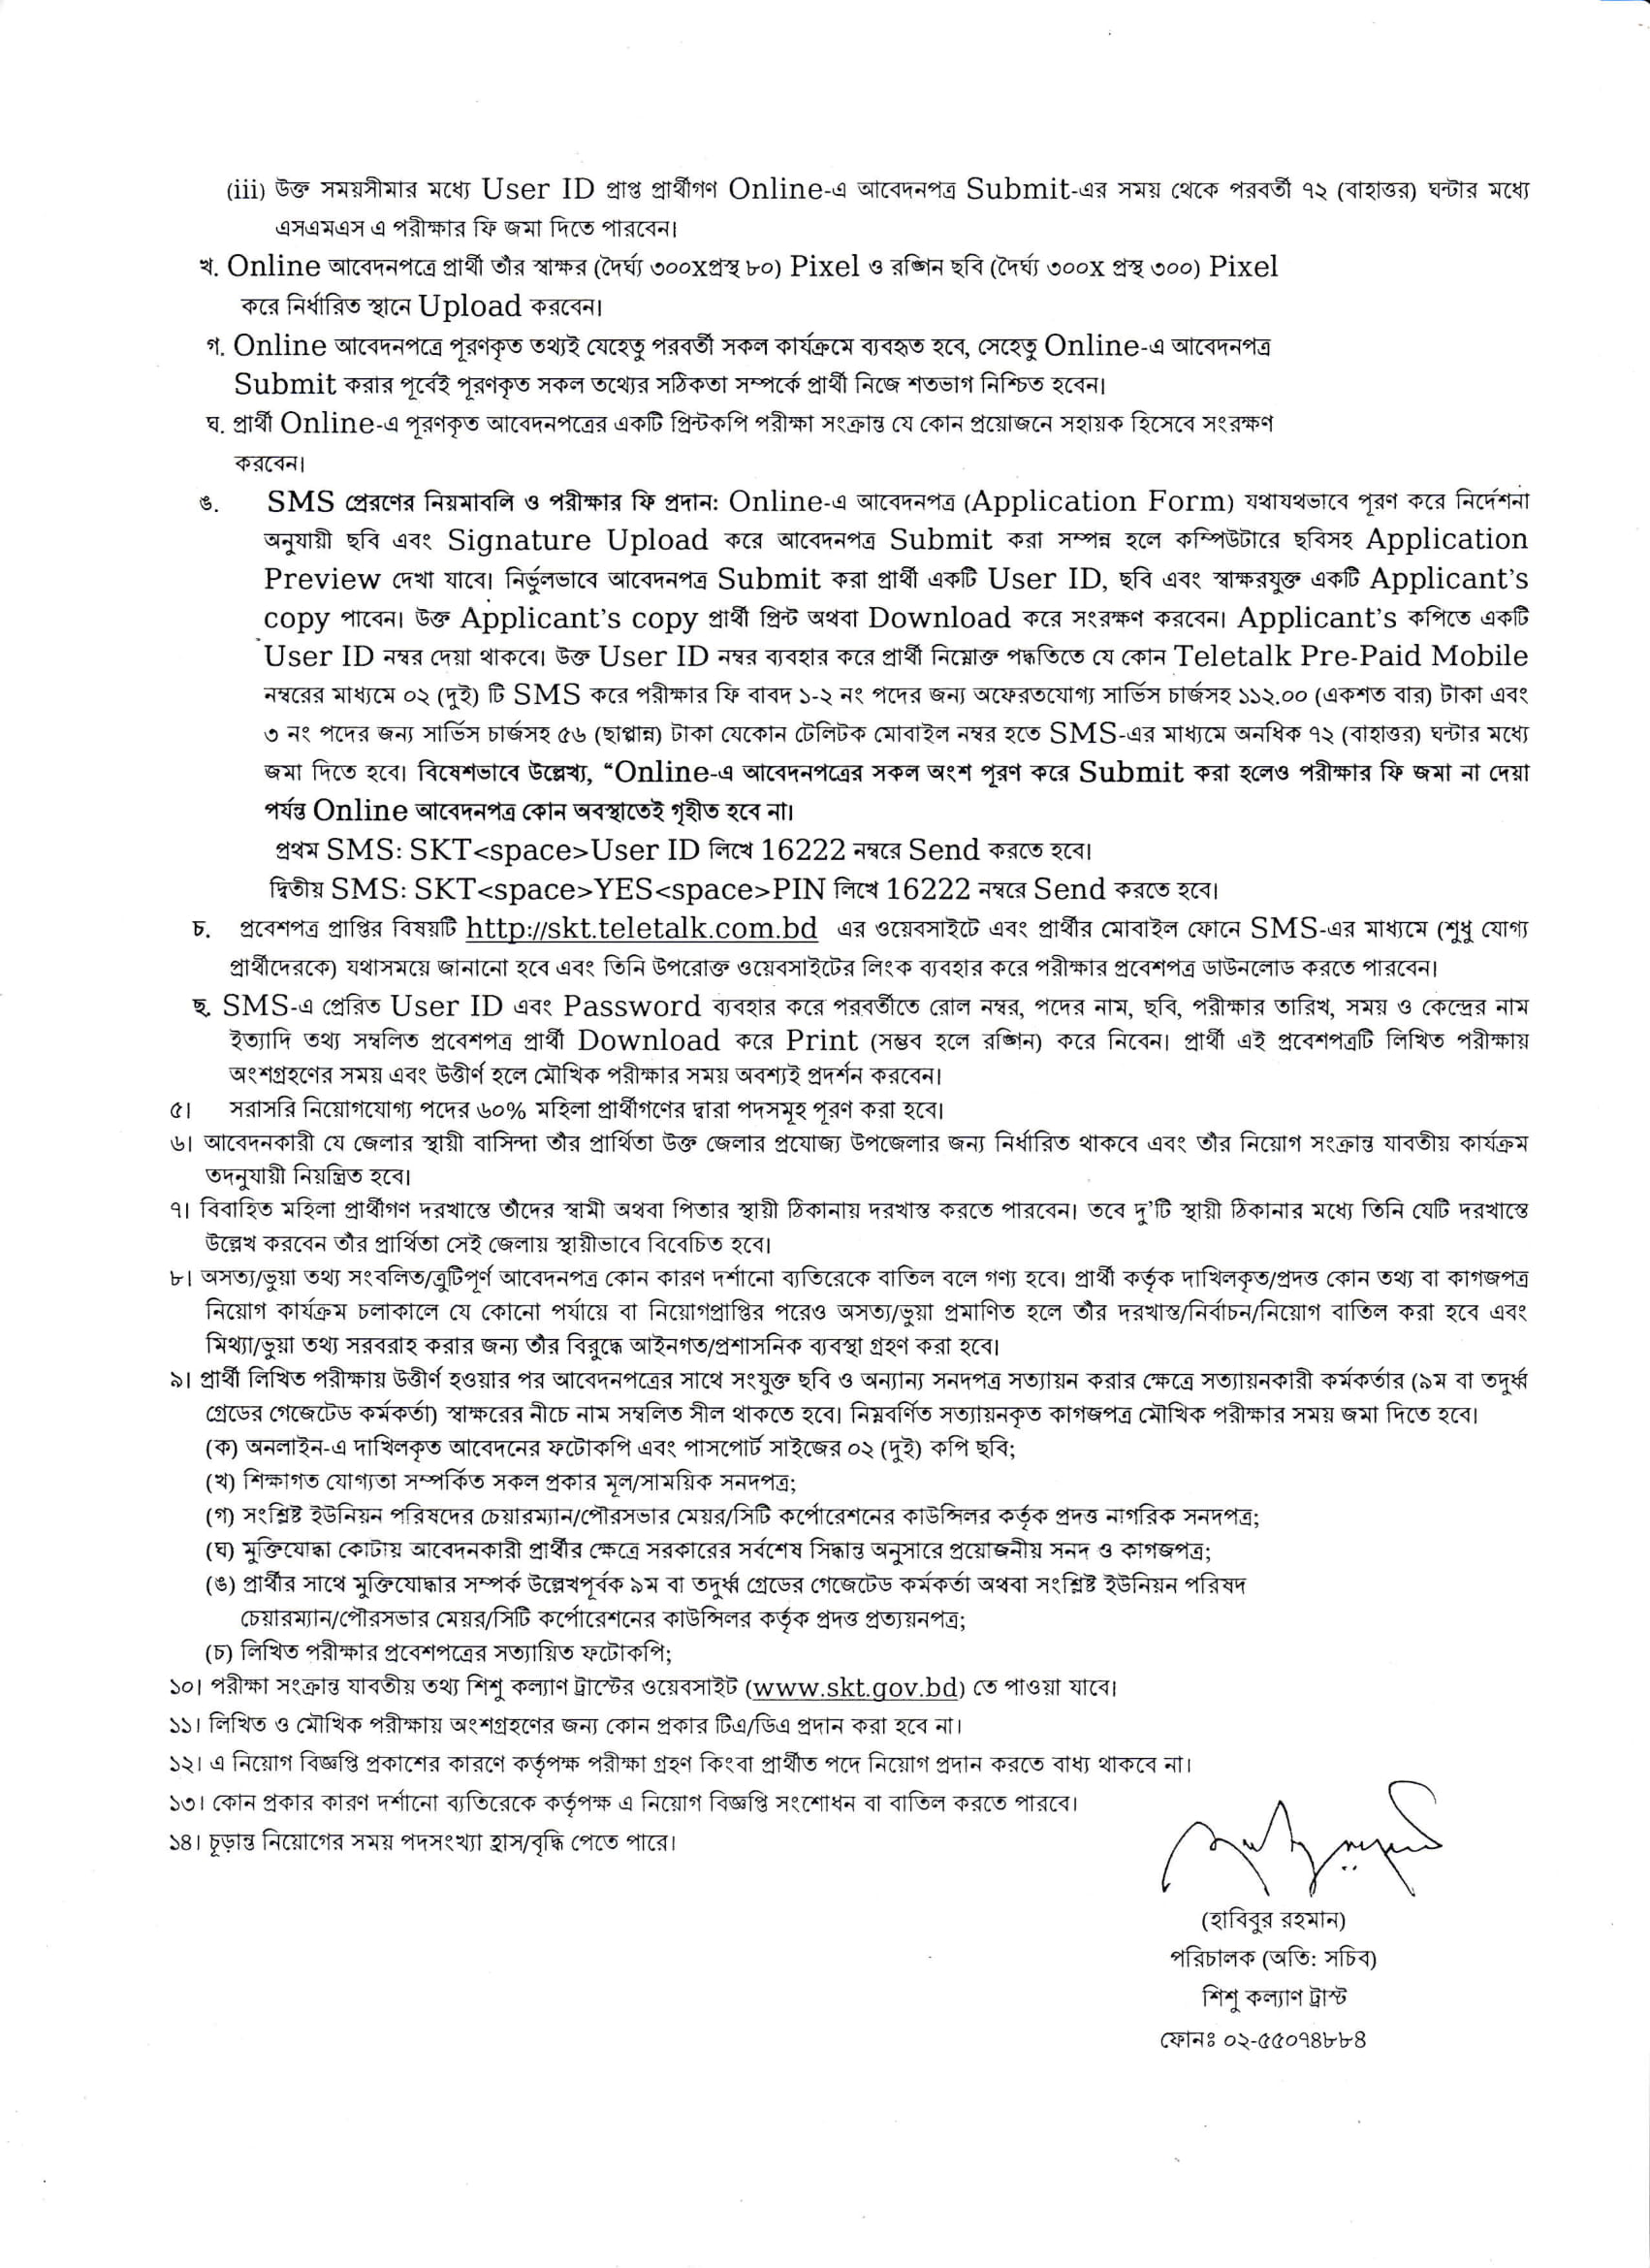 (iii) উক্ত সময়সীমার মধ্যে User ID প্রাপ্ত প্রার্থীগণ Online-এ আবেদনপত্র Submit-এর সময় থেকে পরবর্তী ৭২ (বাহাত্তর) ঘন্টার মধ্যে
এসএমএস এ পরীক্ষার ফি জমা দিতে পারবেন।
খ. Online আবেদনপত্রে প্রার্থী তাঁর স্বাক্ষর (দৈর্ঘ্য ৩০০xপ্রস্থ ৮০) Pixel ও রঙ্গিন ছবি (দৈর্ঘ্য ৩০০x প্রস্থ ৩০০) Pixel
করে নির্ধারিত স্থানে Upload করবেন।
গ. Online আবেদনপত্রে পূরণকৃত তথ্যই যেহেতু পরবর্তী সকল কার্যক্রমে ব্যবহৃত হবে, সেহেতু Online-এ আবেদনপত্র
Submit করার পূর্বেই পূরণকৃত সকল তথ্যের সঠিকতা সম্পর্কে প্রার্থী নিজে শতভাগ নিশ্চিত হবেন।
ঘ. প্রার্থী Online-এ পূরণকৃত আবেদনপত্রের একটি প্রিন্টকপি পরীক্ষা সংক্রান্ত যে কোন প্রয়োজনে সহায়ক হিসেবে সংরক্ষণ
করবেন।
ঙ. SMS প্রেরণের নিয়মাবলি ও পরীক্ষার ফি প্রদান: Online-এ আবেদনপত্র (Application Form) যথাযথভাবে পূরণ করে নির্দেশনা
অনুযায়ী ছবি এবং Signature Upload করে আবেদনপত্র Submit করা সম্পন্ন হলে কম্পিউটারে ছবিসহ Application
Preview দেখা যাবে। নির্ভুলভাবে আবেদনপত্র Submit করা প্রার্থী একটি User ID, ছবি এবং স্বাক্ষরযুক্ত একটি Applicant’s
copy পাবেন। উক্ত Applicant’s copy প্রার্থী প্রিন্ট অথবা Download করে সংরক্ষণ করবেন। Applicant’s কপিতে একটি
User ID নম্বর দেয়া থাকবে। উক্ত User ID নম্বর ব্যবহার করে প্রার্থী নিম্নোক্ত পদ্ধতিতে যে কোন Teletalk Pre-Paid Mobile
নম্বরের মাধ্যমে ০২ (দুই) টি SMS করে পরীক্ষার ফি বাবদ ১-২ নং পদের জন্য অফেরতযোগ্য সার্ভিস চার্জসহ ১১২.০০ (একশত বার) টাকা এবং
৩ নং পদের জন্য সার্ভিস চার্জসহ ৫৬ (ছাপ্পান্ন) টাকা যেকোন টেলিটক মোবাইল নম্বর হতে SMS-এর মাধ্যমে অনধিক ৭২ (বাহাত্তর) ঘন্টার মধ্যে
জমা দিতে হবে। বিষেশভাবে উল্লেখ্য, “Online-এ আবেদনপত্রের সকল অংশ পূরণ করে Submit করা হলেও পরীক্ষার ফি জমা না দেয়া
পর্যন্ত Online আবেদনপত্র কোন অবস্থাতেই গৃহীত হবে না।
প্রথম SMS: SKT<space>User ID লিখে 16222 নম্বরে Send করতে হবে।
দ্বিতীয় SMS: SKT<space>YES<space>PIN লিখে 16222 নম্বরে Send করতে হবে।
চ. প্রবেশপত্র প্রাপ্তির বিষয়টি http://skt.teletalk.com.bd এর ওয়েবসাইটে এবং প্রার্থীর মোবাইল ফোনে SMS-এর মাধ্যমে (শুধু যোগ্য
প্রার্থীদেরকে) যথাসময়ে জানানো হবে এবং তিনি উপরোক্ত ওয়েবসাইটের লিংক ব্যবহার করে পরীক্ষার প্রবেশপত্র ডাউনলোড করতে পারবেন।
ছ. SMS-এ প্রেরিত User ID এবং Password ব্যবহার করে পরবর্তীতে রোল নম্বর, পদের নাম, ছবি, পরীক্ষার তারিখ, সময় ও কেন্দ্রের নাম
ইত্যাদি তথ্য সম্বলিত প্রবেশপত্র প্রার্থী Download করে Print (সম্ভব হলে রঙ্গিন) করে নিবেন। প্রার্থী এই প্রবেশপত্রটি লিখিত পরীক্ষায়
অংশগ্রহণের সময় এবং উত্তীর্ণ হলে মৌখিক পরীক্ষার সময় অবশ্যই প্রদর্শন করবেন।
৫। সরাসরি নিয়োগযোগ্য পদের ৬০% মহিলা প্রার্থীগণের দ্বারা পদসমূহ পূরণ করা হবে।
৬। আবেদনকারী যে জেলার স্থায়ী বাসিন্দা তাঁর প্রার্থিতা উক্ত জেলার প্রযোজ্য উপজেলার জন্য নির্ধারিত থাকবে এবং তাঁর নিয়োগ সংক্রান্ত যাবতীয় কার্যক্রম
তদনুযায়ী নিয়ন্ত্রিত হবে।
৭। বিবাহিত মহিলা প্রার্থীগণ দরখাস্তে তাঁদের স্বামী অথবা পিতার স্থায়ী ঠিকানায় দরখাস্ত করতে পারবেন। তবে দু’টি স্থায়ী ঠিকানার মধ্যে তিনি যেটি দরখাস্তে
উল্লেখ করবেন তাঁর প্রার্থিতা সেই জেলায় স্থায়ীভাবে বিবেচিত হবে।
৮। অসত্য/ভুয়া তথ্য সংবলিত/ত্রুটিপূর্ণ আবেদনপত্র কোন কারণ দর্শানো ব্যতিরেকে বাতিল বলে গণ্য হবে। প্রার্থী কর্তৃক দাখিলকৃত/প্রদত্ত কোন তথ্য বা কাগজপত্র
নিয়োগ কার্যক্রম চলাকালে যে কোনো পর্যায়ে বা নিয়োগপ্রাপ্তির পরেও অসত্য/ভুয়া প্রমাণিত হলে তাঁর দরখাস্ত/নির্বাচন/নিয়োগ বাতিল করা হবে এবং
মিথ্যা/ভুয়া তথ্য সরবরাহ করার জন্য তাঁর বিরুদ্ধে আইনগত/প্রশাসনিক ব্যবস্থা গ্রহণ করা হবে।
৯। প্রার্থী লিখিত পরীক্ষায় উত্তীর্ণ হওয়ার পর আবেদনপত্রের সাথে সংযুক্ত ছবি ও অন্যান্য সনদপত্র সত্যায়ন করার ক্ষেত্রে সত্যায়নকারী কর্মকর্তার (৯ম বা তদুর্ধ্ব
গ্রেডের গেজেটেড কর্মকর্তা) স্বাক্ষরের নীচে নাম সম্বলিত সীল থাকতে হবে। নিম্নবর্ণিত সত্যায়নকৃত কাগজপত্র মৌখিক পরীক্ষার সময় জমা দিতে হবে।
(ক) অনলাইন-এ দাখিলকৃত আবেদনের ফটোকপি এবং পাসপোর্ট সাইজের ০২ (দুই) কপি ছবি;
(খ) শিক্ষাগত যোগ্যতা সম্পর্কিত সকল প্রকার মূল/সাময়িক সনদপত্র;
(গ) সংশ্লিষ্ট ইউনিয়ন পরিষদের চেয়ারম্যান/পৌরসভার মেয়র/সিটি কর্পোরেশনের কাউন্সিলর কর্তৃক প্রদত্ত নাগরিক সনদপত্র;
(ঘ) মুক্তিযোদ্ধা কোটায় আবেদনকারী প্রার্থীর ক্ষেত্রে সরকারের সর্বশেষ সিদ্ধান্ত অনুসারে প্রয়োজনীয় সনদ ও কাগজপত্র;
(ঙ) প্রার্থীর সাথে মুক্তিযোদ্ধার সম্পর্ক উল্লেখপূর্বক ৯ম বা তদুর্ধ্ব গ্রেডের গেজেটেড কর্মকর্তা অথবা সংশ্লিষ্ট ইউনিয়ন পরিষদ
চেয়ারম্যান/পৌরসভার মেয়র/সিটি কর্পোরেশনের কাউন্সিলর কর্তৃক প্রদত্ত প্রত্যয়নপত্র;
(চ) লিখিত পরীক্ষার প্রবেশপত্রের সত্যায়িত ফটোকপি;
১০। পরীক্ষা সংক্রান্ত যাবতীয় তথ্য শিশু কল্যাণ ট্রাস্টের ওয়েবসাইট (www.skt.gov.bd) তে পাওয়া যাবে।
১১। লিখিত ও মৌখিক পরীক্ষায় অংশগ্রহণের জন্য কোন প্রকার টিএ/ডিএ প্রদান করা হবে না।
১২। এ নিয়োগ বিজ্ঞপ্তি প্রকাশের কারণে কর্তৃপক্ষ পরীক্ষা গ্রহণ কিংবা প্রার্থীত পদে নিয়োগ প্রদান করতে বাধ্য থাকবে না।
১৩। কোন প্রকার কারণ দর্শানো ব্যতিরেকে কর্তৃপক্ষ এ নিয়োগ বিজ্ঞপ্তি সংশোধন বা বাতিল করতে পারবে।
১৪। চূড়ান্ত নিয়োগের সময় পদসংখ্যা হ্রাস/বৃদ্ধি পেতে পারে।
(হাবিবুর রহমান)
পরিচালক (অতি: সচিব)
শিশু কল্যাণ ট্রাস্ট
ফোনঃ ০২-৫৫০৭৪৮৮৪